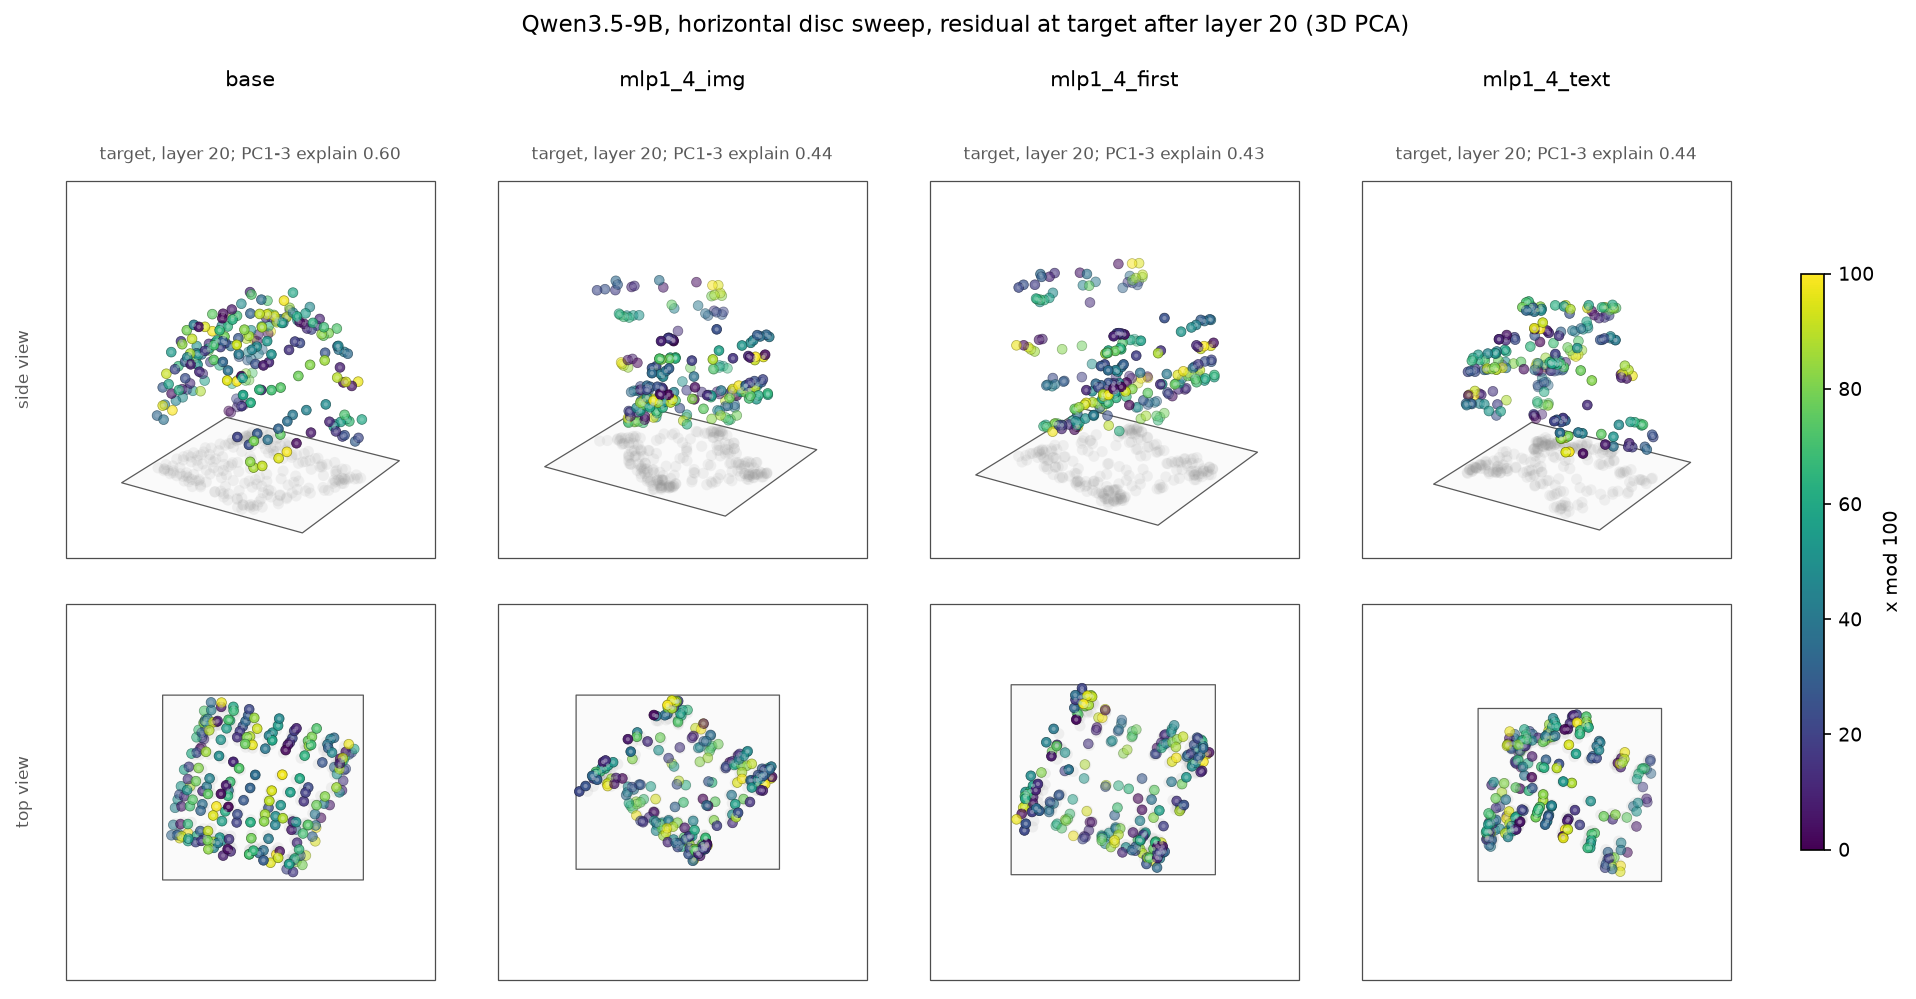 Qwen3.5-9B, horizontal disc sweep, residual at target after layer 20 (3D PCA)
base
mlp1_4_img
mlp1_4_first
mlp1_4_text
target, layer 20; PC1-3 explain 0.60
target, layer 20; PC1-3 explain 0.44
target, layer 20; PC1-3 explain 0.43
target, layer 20; PC1-3 explain 0.44
side view
top view
100
80
60
40
20
0
x mod 100